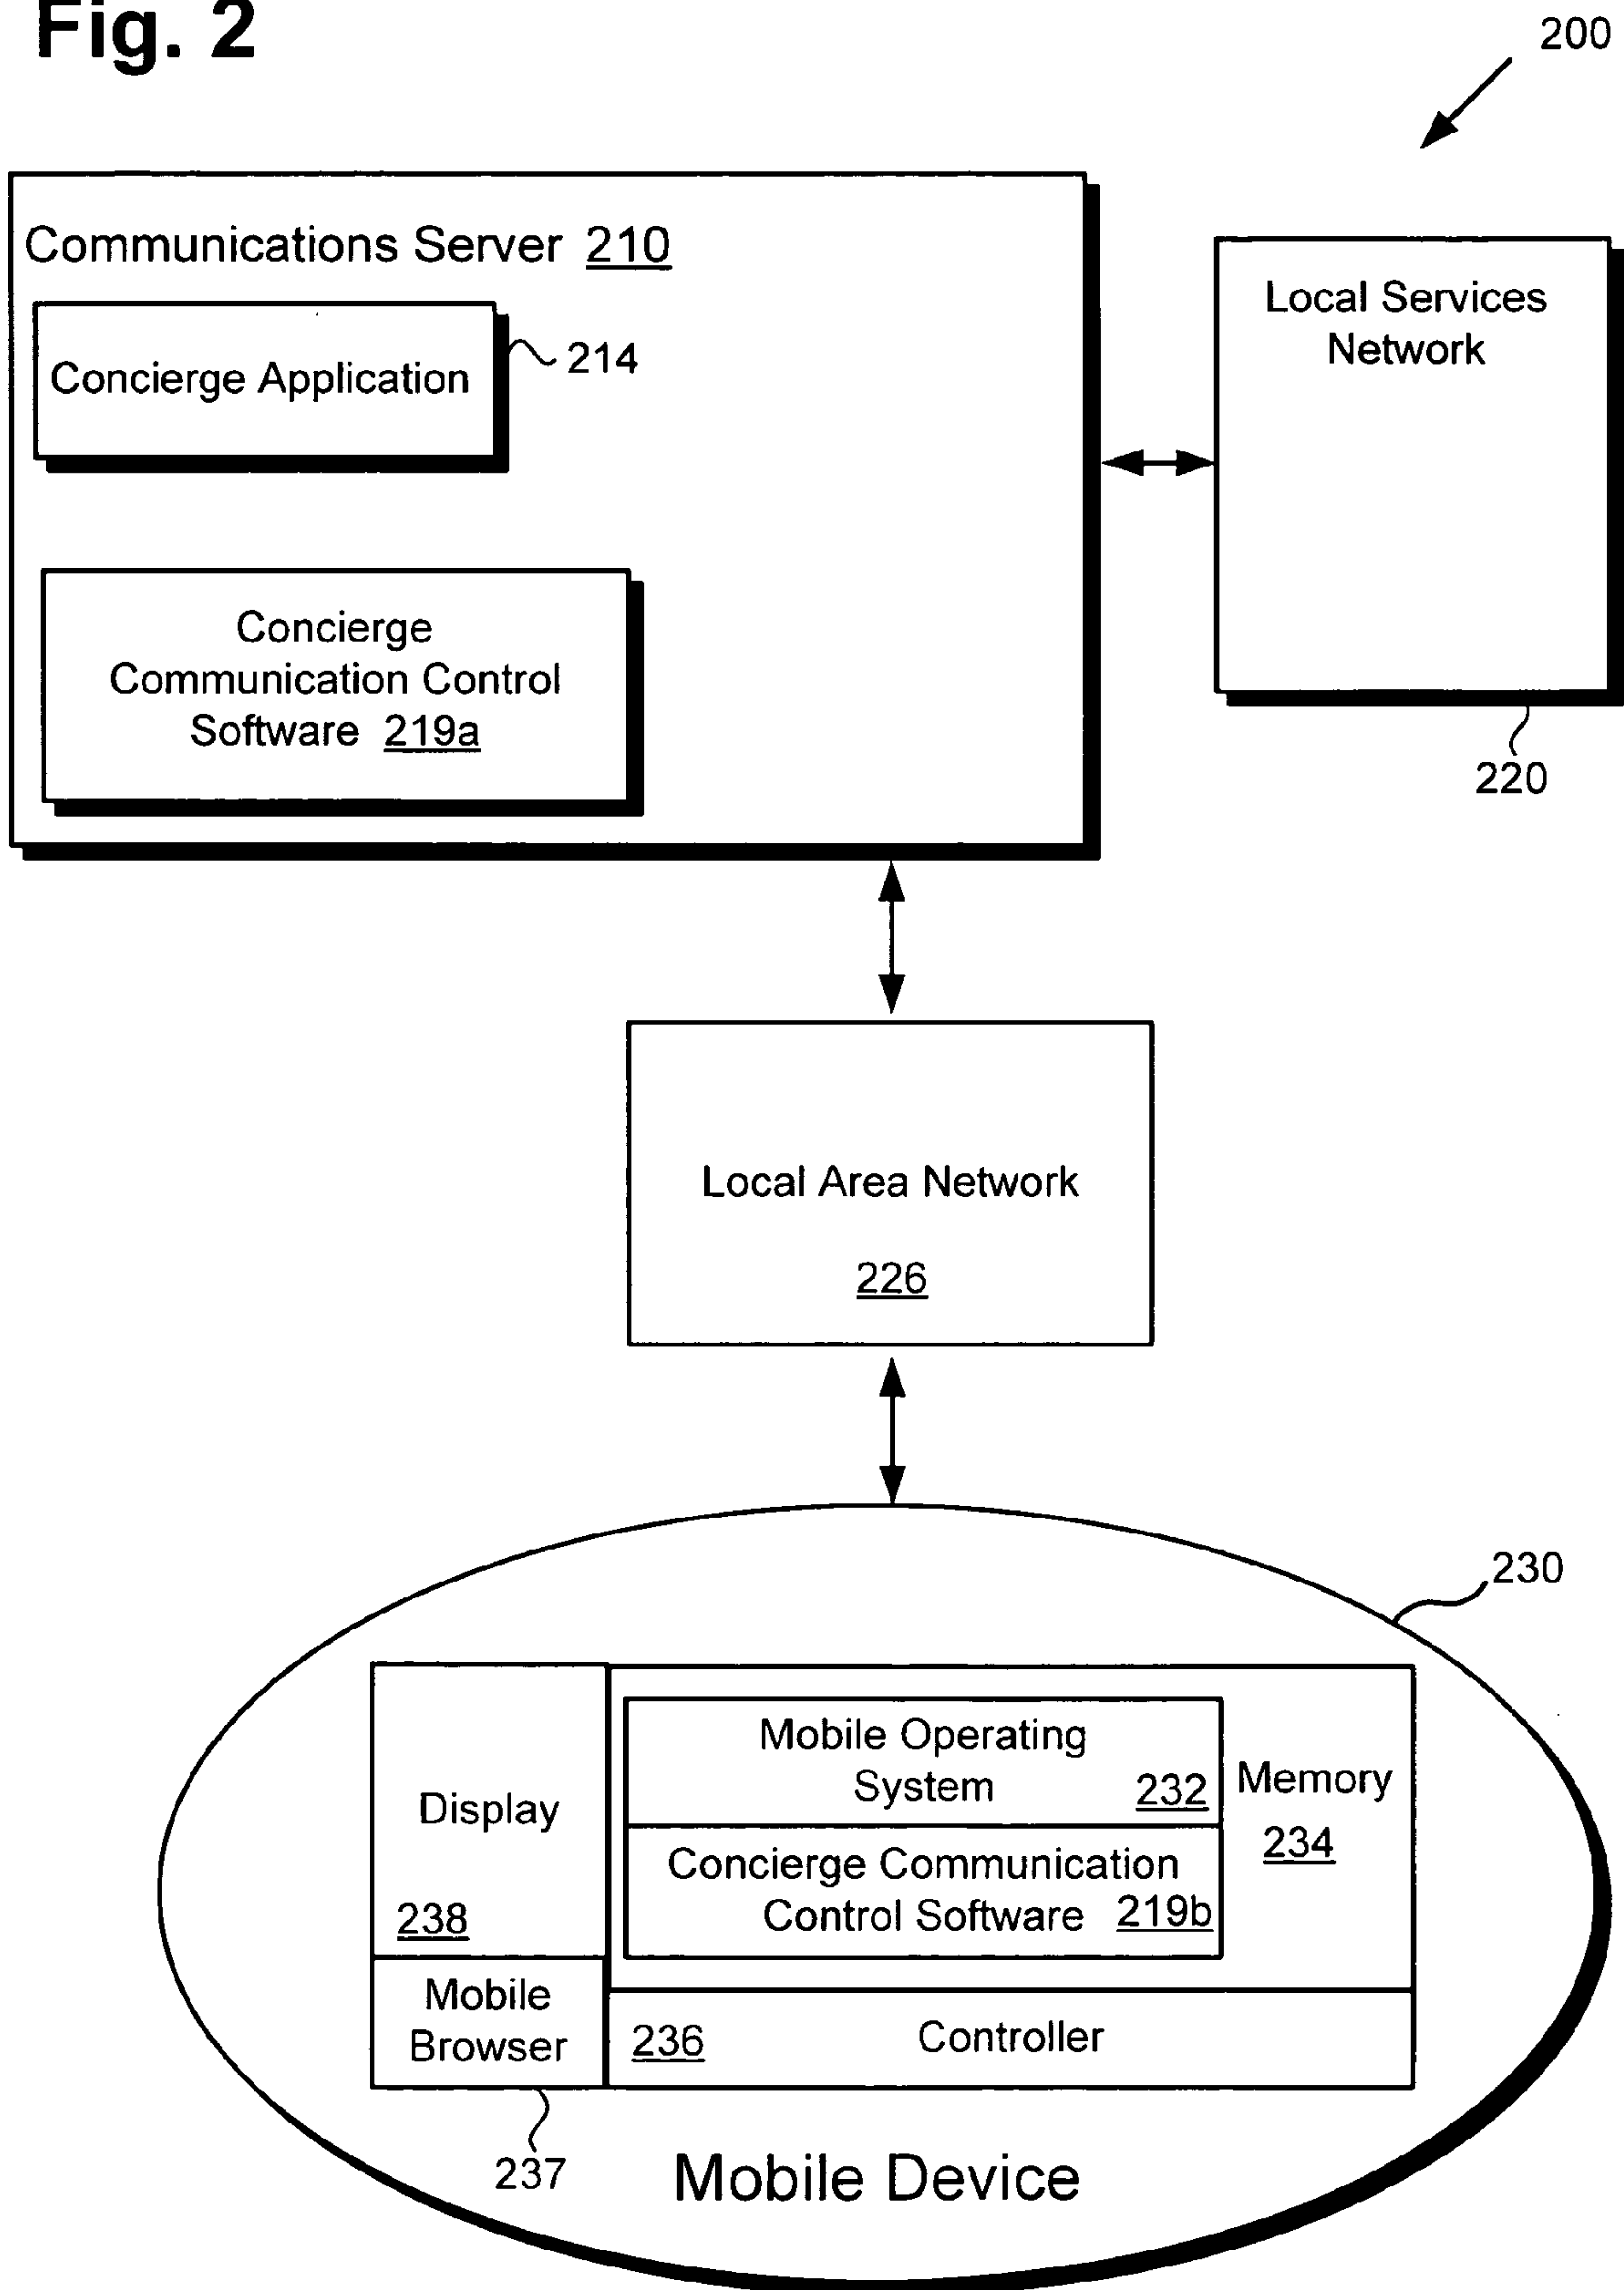 Fig. 2
200
Communications Server 210
Concierge Application
214
Concierge
Communication Control
Software 219a
Local Services
Network
220
Local Area Network
226
230
Display
238
Mobile Operating
System 232
Concierge Communication
Control Software 219b
Memory
234
Mobile
Browser
236 Controller
237
Mobile Device